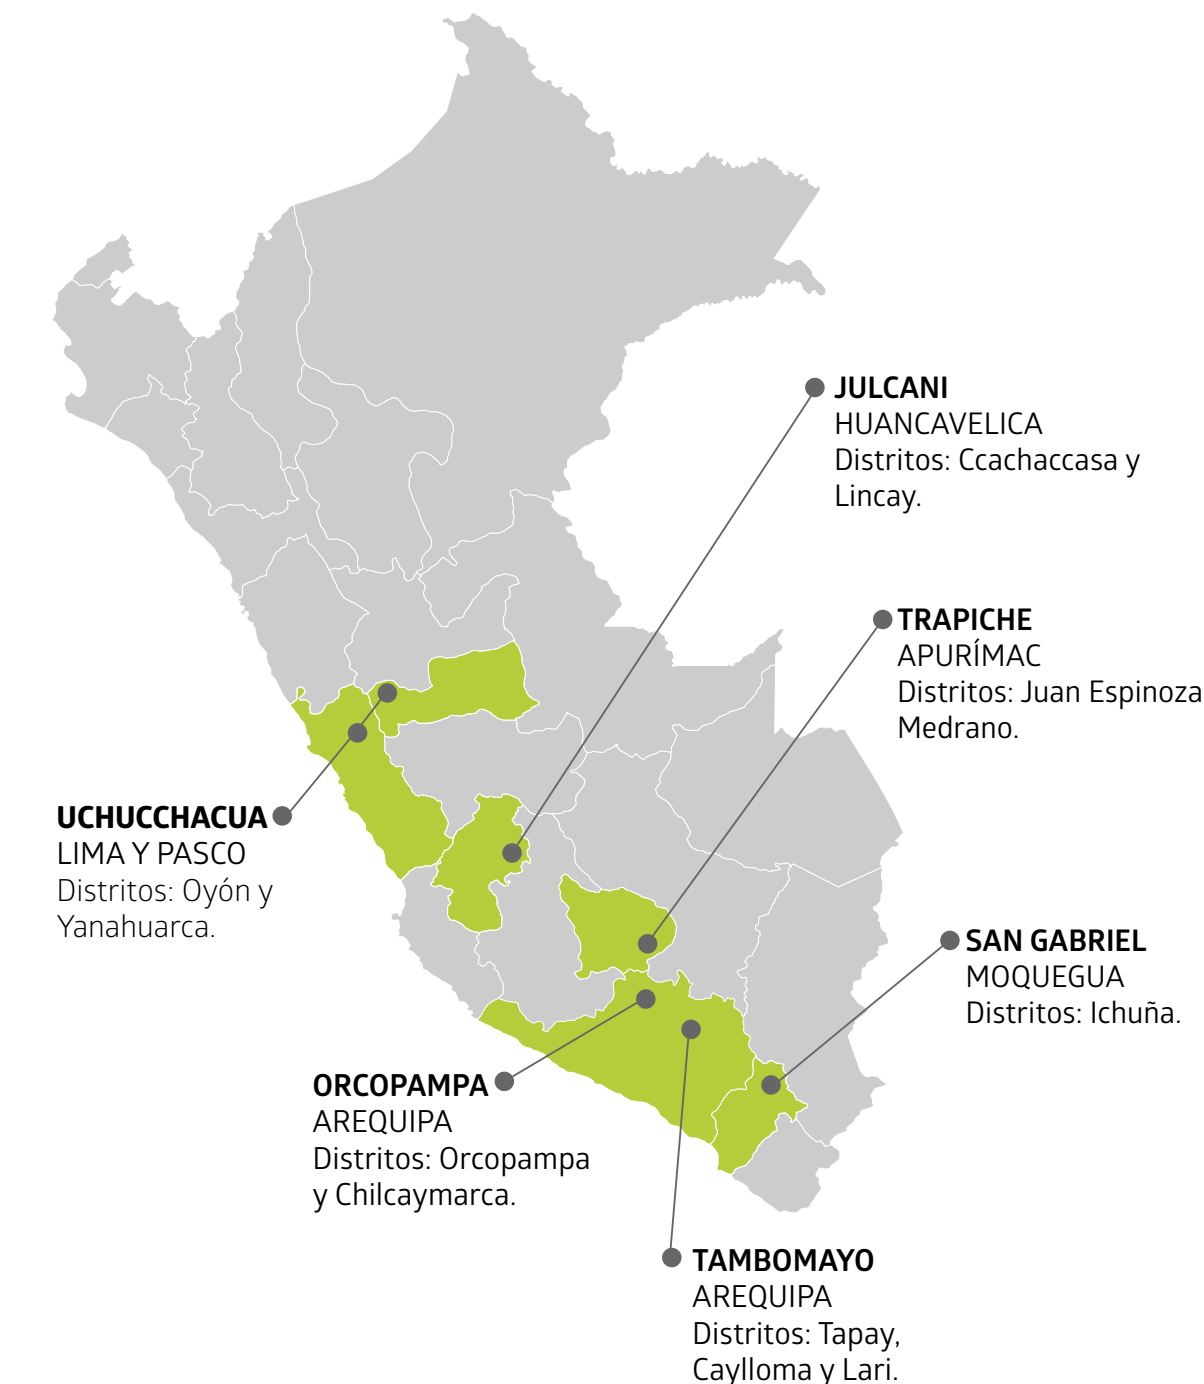 JULCANI
HUANCAVELICA
Distritos: Ccachaccasa y
Lincay.
TRAPICHE
APURÍMAC
Distritos: Juan Espinoza
Medrano.
UCHUCCHACUA
LIMA Y PASCO
Distritos: Oyón y
Yanahuarca.
SAN GABRIEL
MOQUEGUA
Distritos: Ichuña.
ORCOPAMPA
AREQUIPA
Distritos: Orcopampa
y Chilcaymarca.
TAMBOMAYO
AREQUIPA
Distritos: Tapay,
Caylloma y Lari.